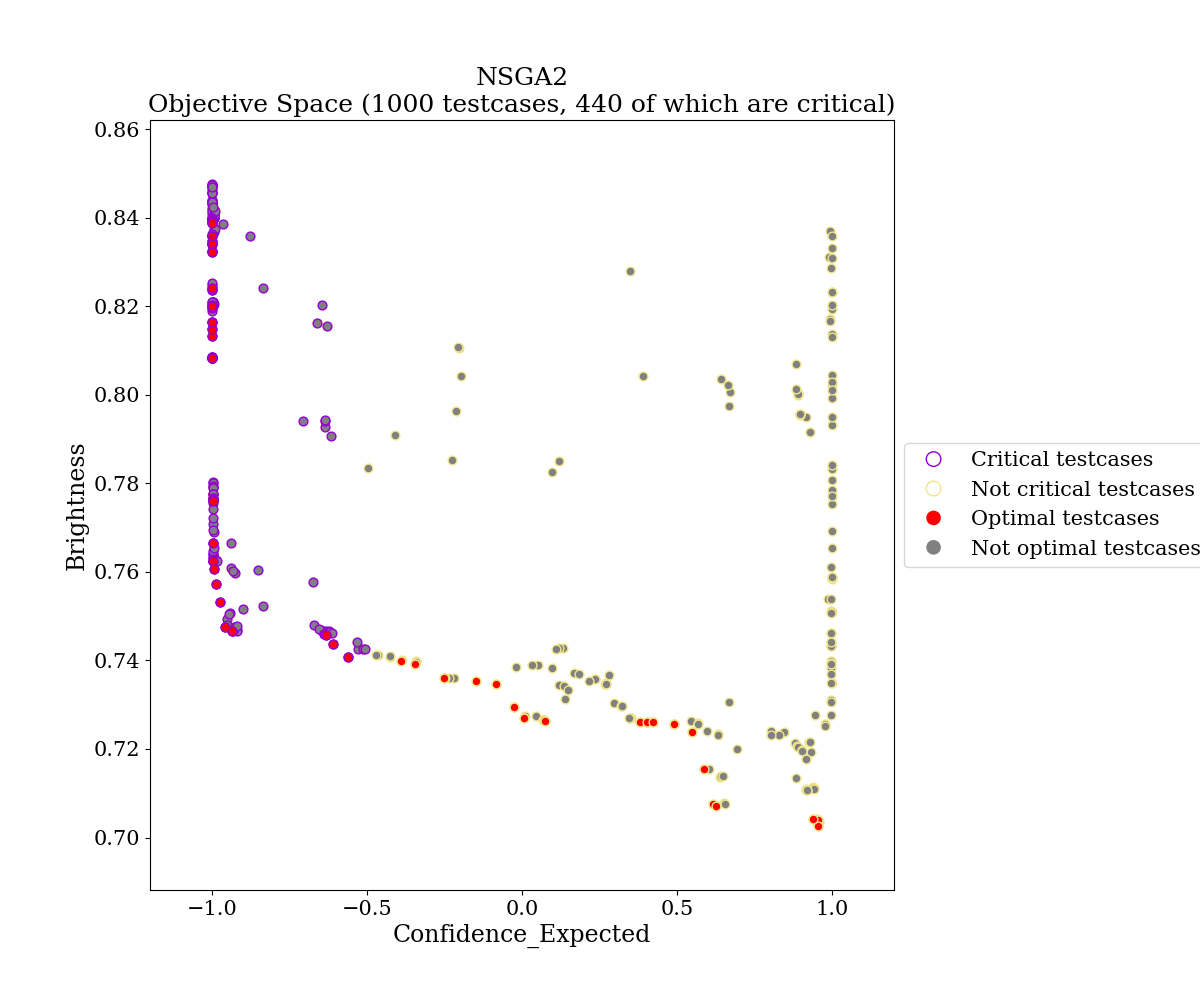 NSGA2
Objective Space (1000 testcases, 440 of which are critical)
0.86
0.84
0.82
0.80
0.78
0.76
0.74
0.72
0.70
Brightness
−1.0
−0.5
0.0
0.5
1.0
Confidence_Expected
Critical testcases
Not critical testcases
Optimal testcases
Not optimal testcases